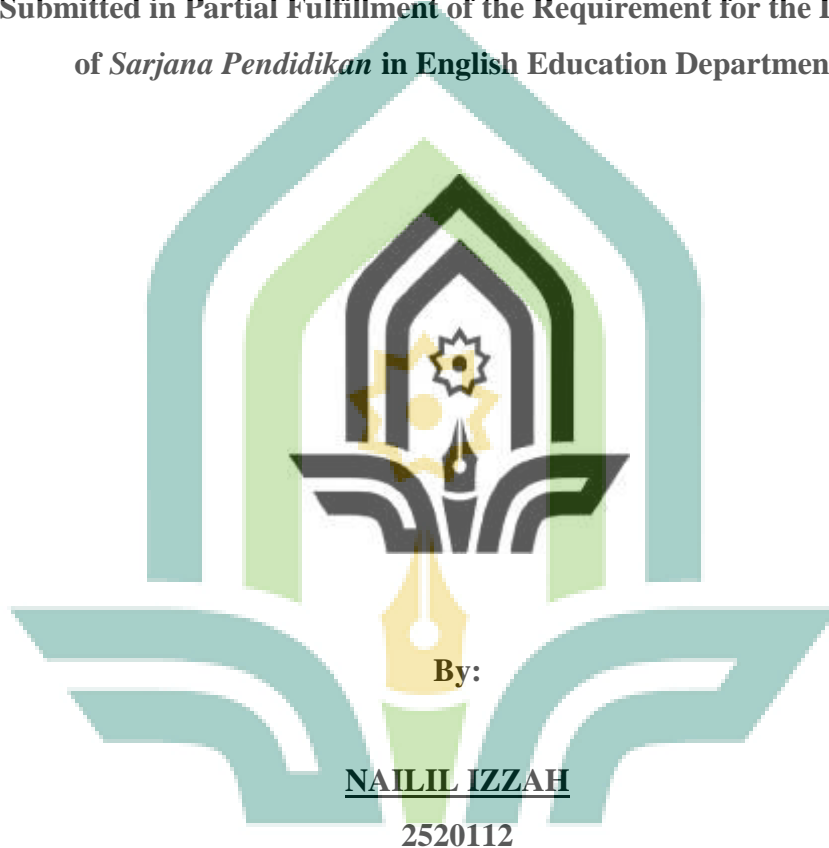 Submitted in Partial Fulfillment of the Requirement for the
of Sarjana Pendidikan in English Education Departmen
By:
NAILIL IZZAH
2520112